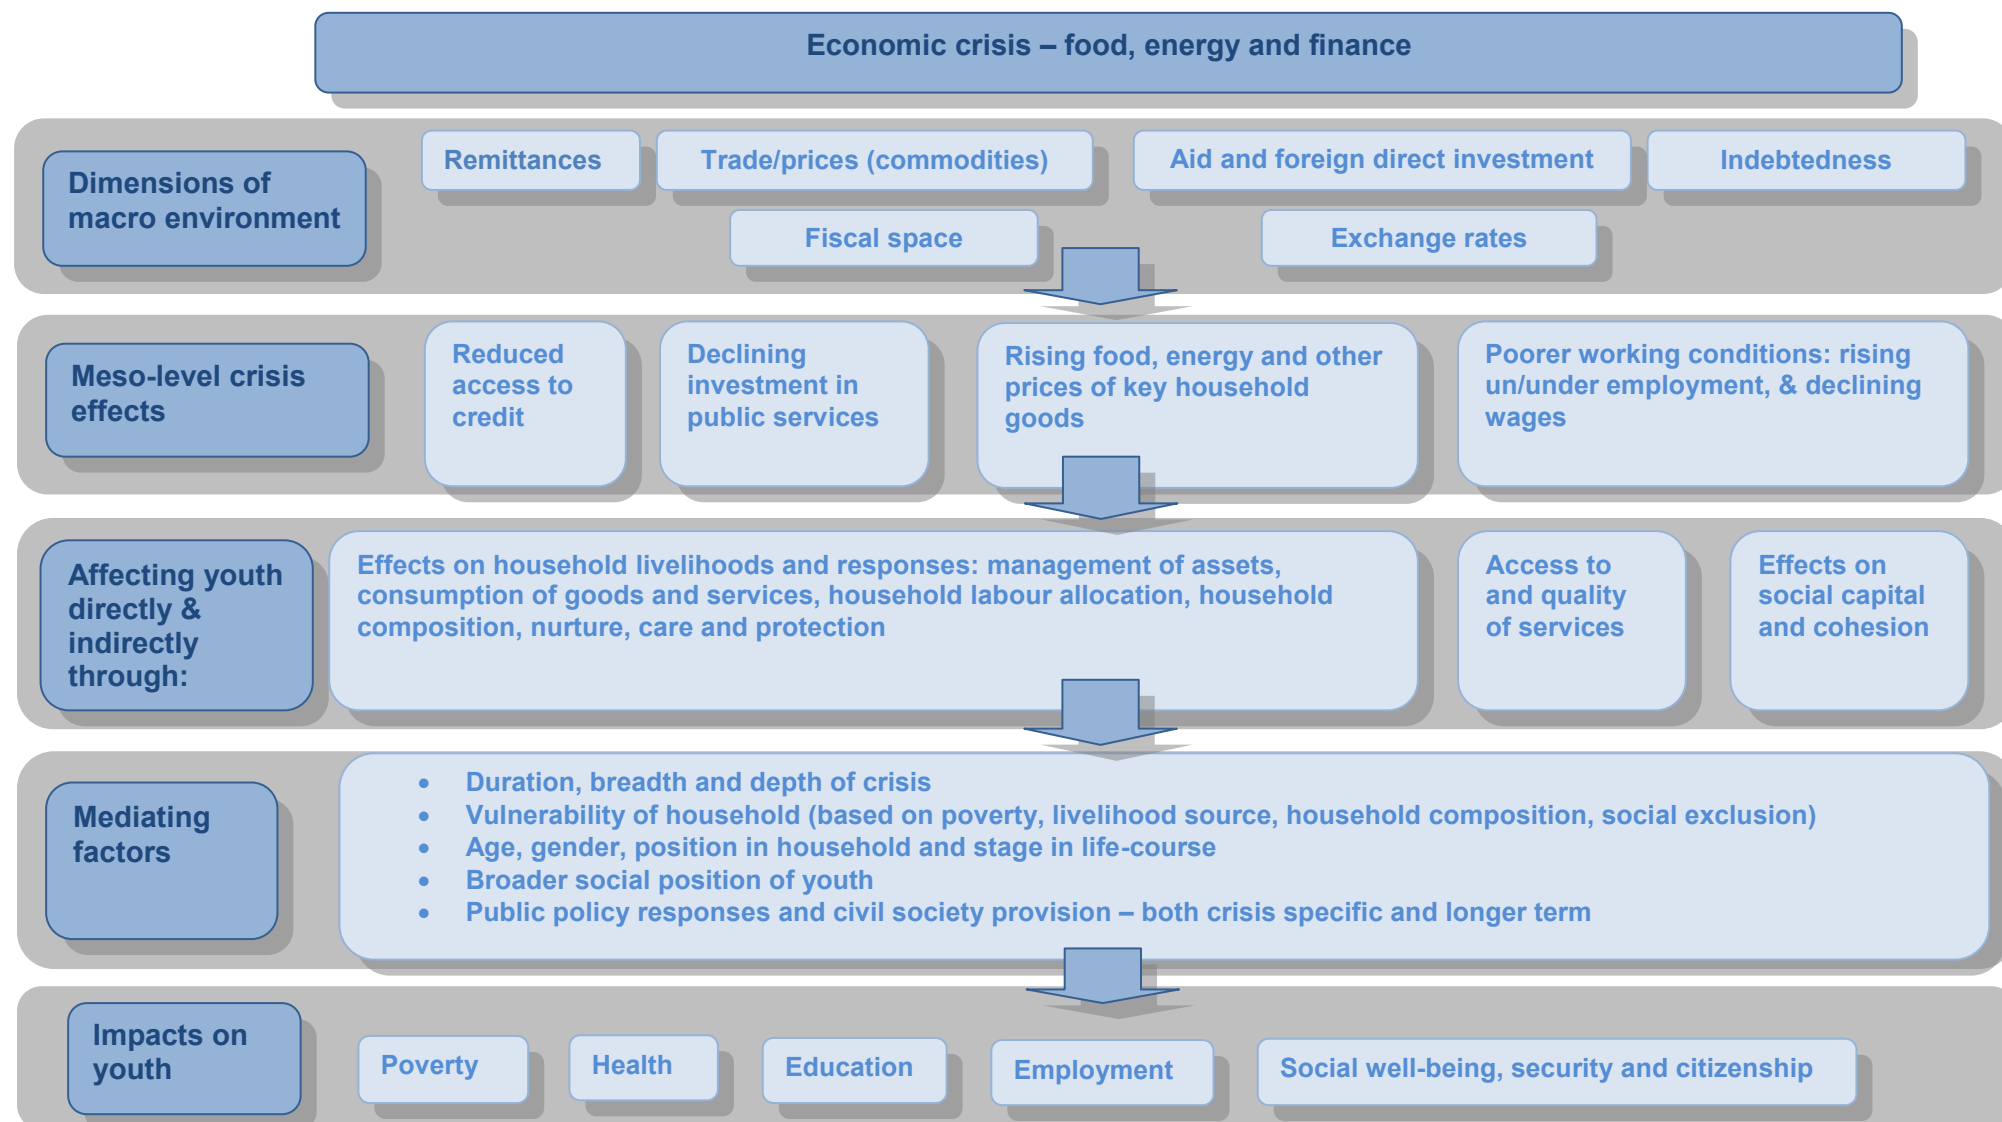 Economic crisis – food, energy and finance
Dimensions of
macro environment
Remittances
Trade/prices (commodities)
Aid and foreign direct investment
Indebtedness
Fiscal space
Exchange rates
Meso-level crisis
effects
Reduced
access to
credit
Declining
investment in
public services
Rising food, energy and other
prices of key household
goods
Poorer working conditions: rising
un/under employment, & declining
wages
Affecting youth
directly &
indirectly
through:
Effects on household livelihoods and responses: management of assets,
consumption of goods and services, household labour allocation, household
composition, nurture, care and protection
Access to
and quality
of services
Effects on
social capital
and cohesion
Mediating
factors
• Duration, breadth and depth of crisis
• Vulnerability of household (based on poverty, livelihood source, household composition, social exclusion)
• Age, gender, position in household and stage in life-course
• Broader social position of youth
• Public policy responses and civil society provision – both crisis specific and longer term
Impacts on
youth
Poverty
Health
Education
Employment
Social well-being, security and citizenship